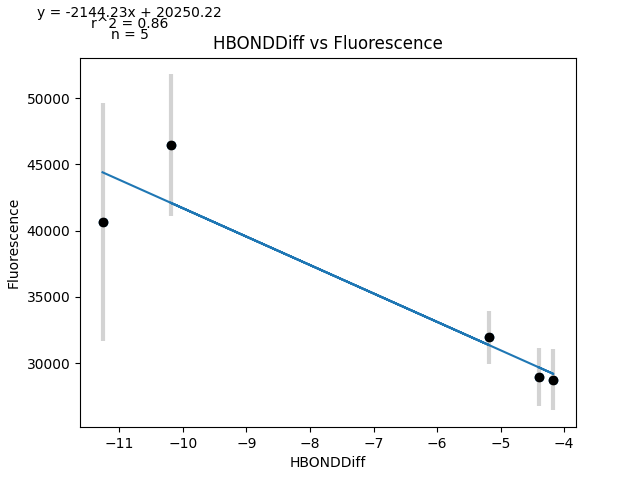 y = -2144.23x + 20250.22
r^2 = 0.86
n = 5
HBONDDiff vs Fluorescence
Fluorescence
50000
45000
40000
35000
30000
−11 −10 −9 −8 −7 −6 −5 −4
HBONDDiff